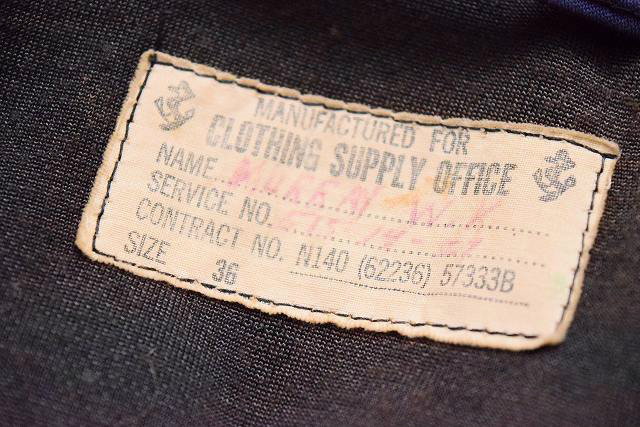 MANUFACTURED FOR
CLOTHING SUPPLY OFFICE
NAME
SERVICE NO.
CONTRACT NO. N140 (62236) 57333B
SIZE 36